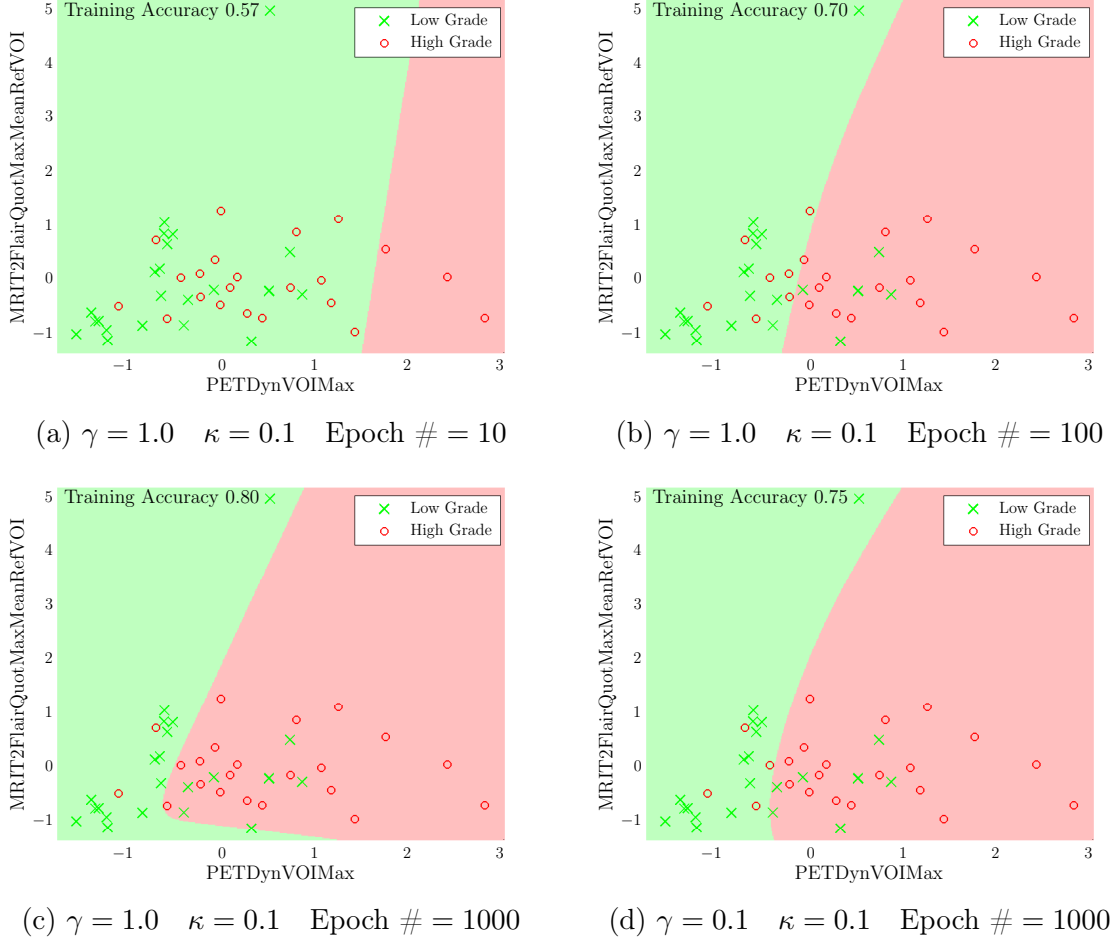 Training Accuracy 0.57
Low Grade
High Grade
MRIT2FlairQuotMaxMeanRefVOI
5
4
3
2
1
0
−1
−1 0 1 2 3
PETDynVOIMax
(a) γ = 1.0 κ = 0.1 Epoch # = 10
Training Accuracy 0.70
Low Grade
High Grade
MRIT2FlairQuotMaxMeanRefVOI
5
4
3
2
1
0
−1
−1 0 1 2 3
PETDynVOIMax
(b) γ = 1.0 κ = 0.1 Epoch # = 100
Training Accuracy 0.80
Low Grade
High Grade
MRIT2FlairQuotMaxMeanRefVOI
5
4
3
2
1
0
−1
−1 0 1 2 3
PETDynVOIMax
(c) γ = 1.0 κ = 0.1 Epoch # = 1000
Training Accuracy 0.75
Low Grade
High Grade
MRIT2FlairQuotMaxMeanRefVOI
5
4
3
2
1
0
−1
−1 0 1 2 3
PETDynVOIMax
(d) γ = 0.1 κ = 0.1 Epoch # = 1000